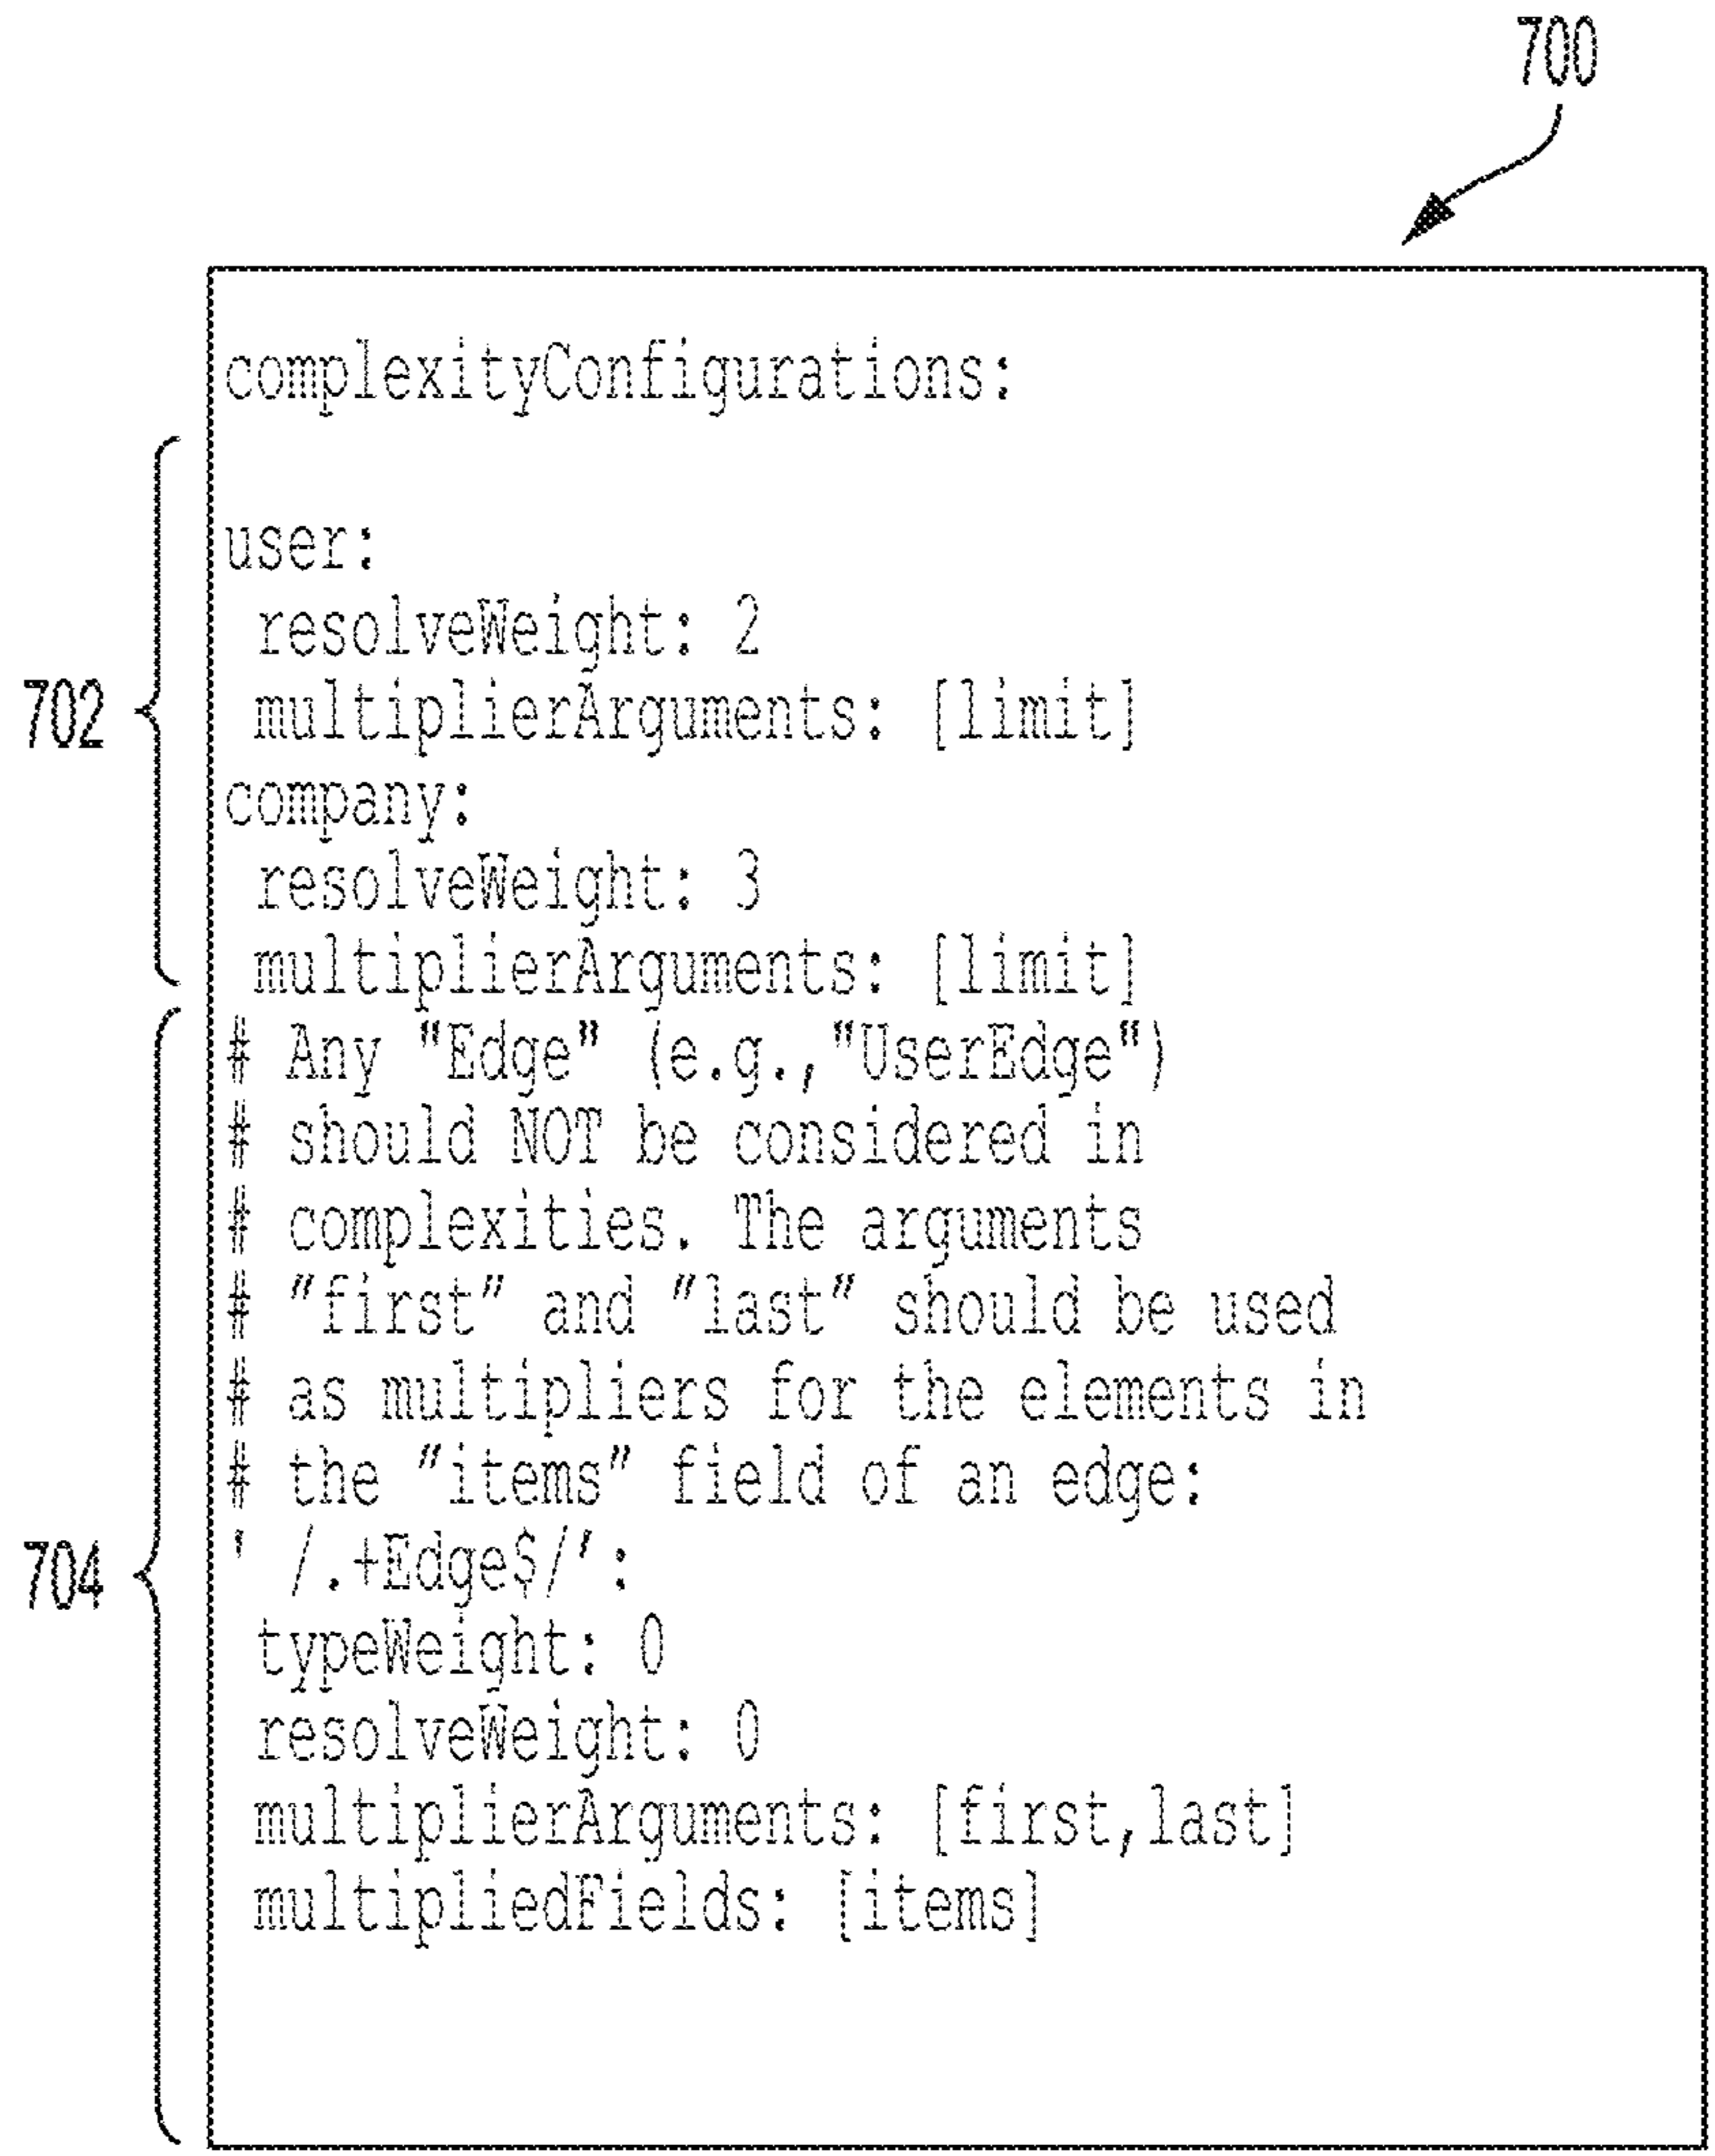 700
complexityConfigurations:
user:
resolveWeight: 2
702
multiplierArguments: [limit]
company:
resolveWeight: 3
multiplierArguments: [limit]
# Any "Edge" (e.g.,"UserEdge")
# should NOT be considered in
# complexities. The arguments
# "first" and "last" should be used
# as multipliers for the elements in
# the "items" field of an edge:
704
' /.+Edge$/':
typeWeight: 0
resolveWeight: 0
multiplierArguments: [first,last]
multipliedFields: [items]